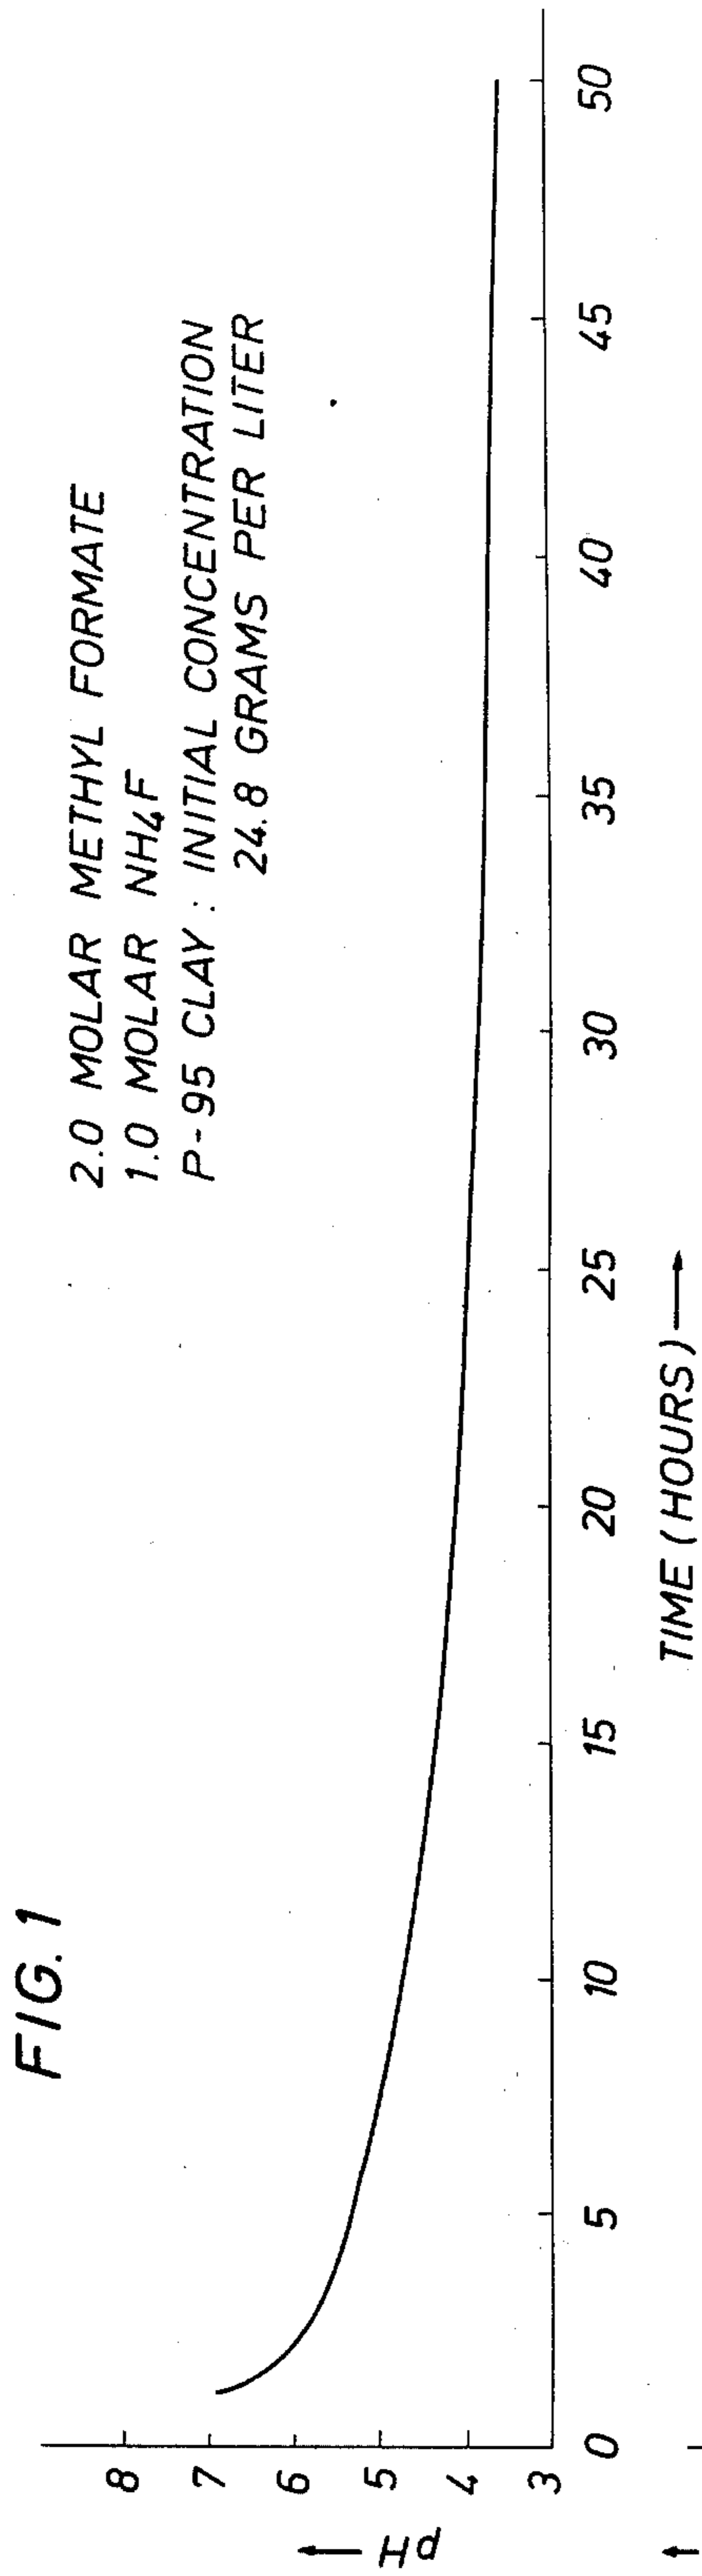 FIG.1
2.0 MOLAR METHYL FORMATE
1.0 MOLAR NH₄F
P-95 CLAY : INITIAL CONCENTRATION
24.8 GRAMS PER LITER
8
7
6
5
4
3
pH
0 5 10 15 20 25 30 35 40 45 50
TIME (HOURS)